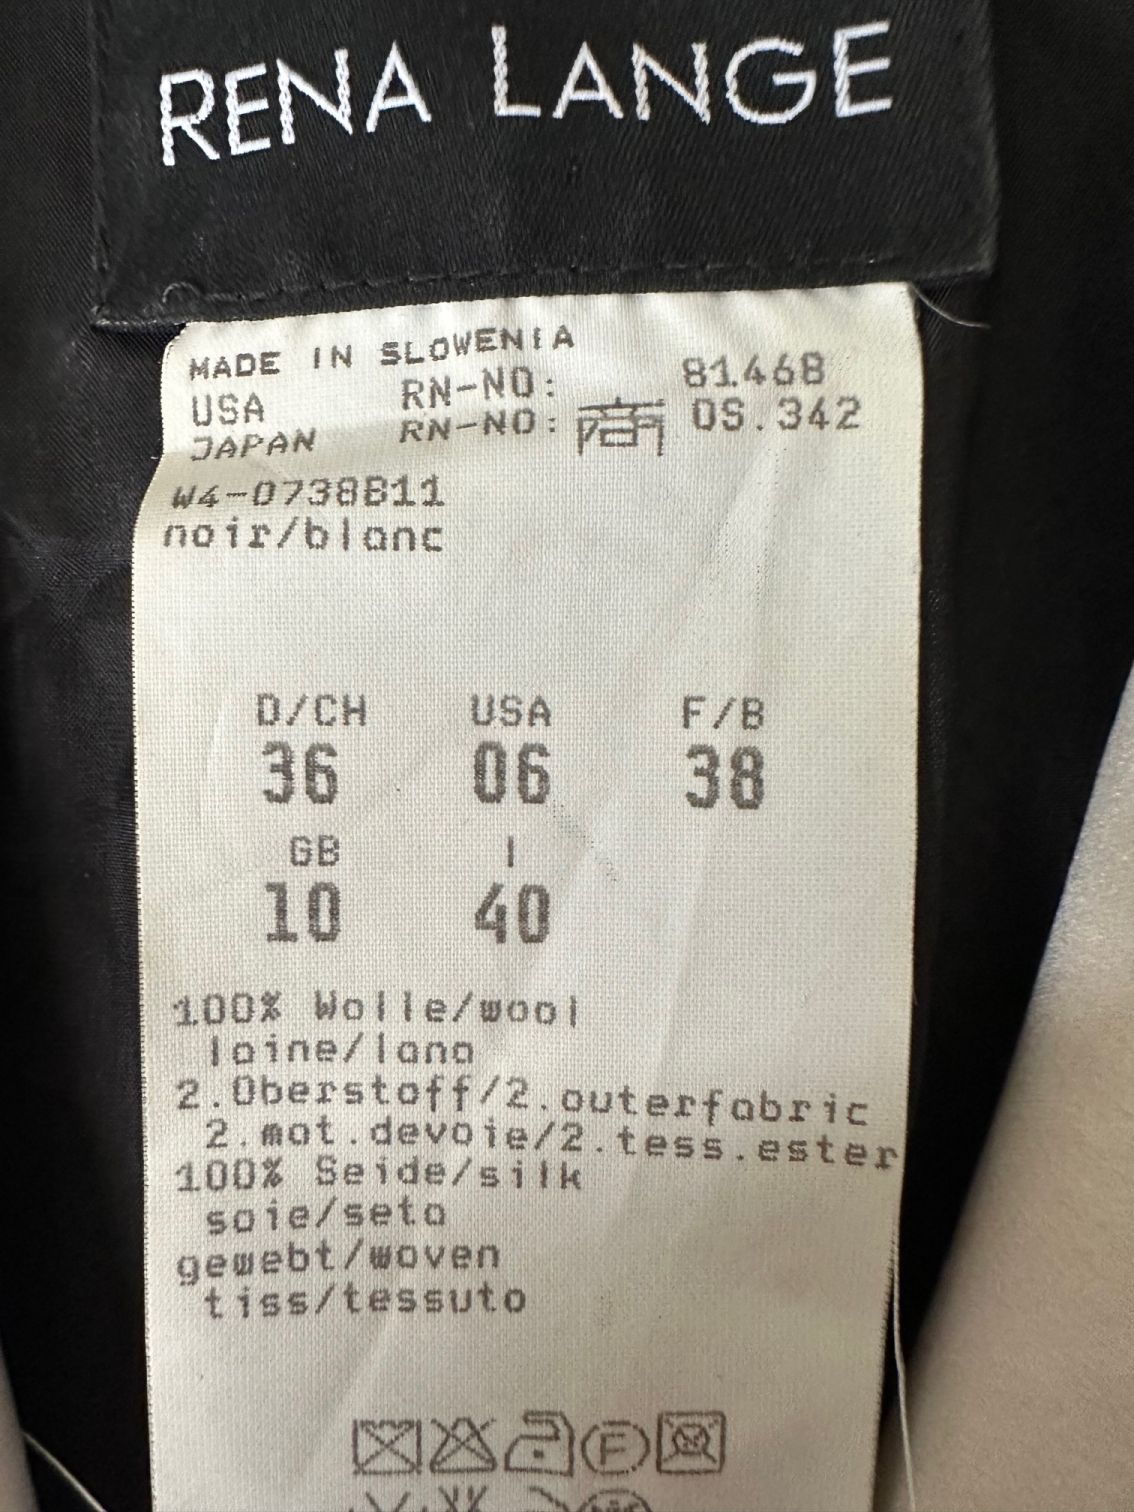 RENA LANGE
MADE IN SLOWENIA
USA RN-NO: 81468
JAPAN RN-NO: 商 OS.342
W4-0738B11
noir/blanc
D/CH USA F/B
36 06 38
GB I
10 40
100% Wolle/wool
laine/lana
2.Oberstoff/2.outerfabric
2.mat.devoie/2.tess.ester
100% Seide/silk
soie/seta
gewebt/woven
tiss/tessuto
F